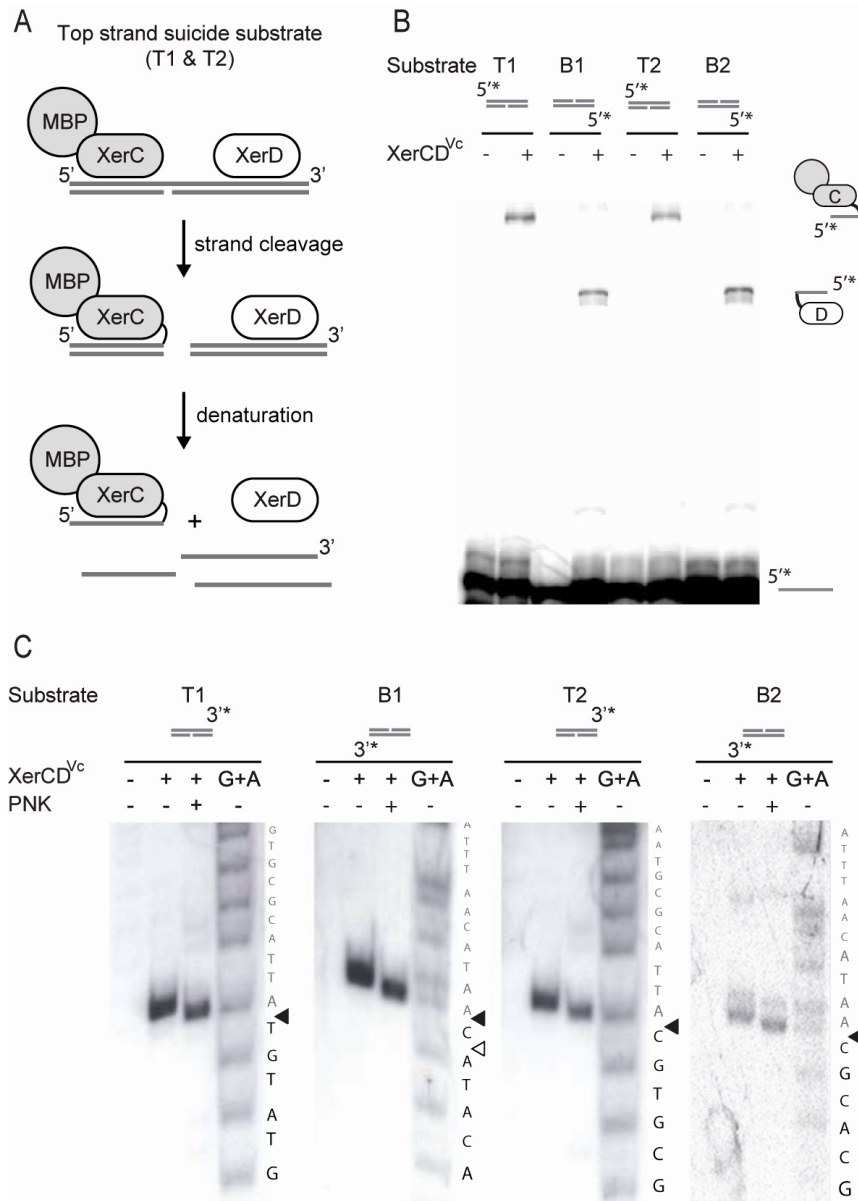 A
Top strand suicide substrate
(T1 & T2)
MBP
XerC
XerD
5'
3'
strand cleavage
MBP
XerC
XerD
5'
3'
denaturation
MBP
XerC
XerD
5'
+
3'
B
Substrate T1 B1 T2 B2
5'* 5'* 5'* 5'*
XerCD^Vc - + - + - + - +
C
5'*
5'*
D
5'*
C
Substrate T1 B1 T2 B2
3'* 3'* 3'* 3'*
XerCD^Vc - + + G+A - + + G+A - + + G+A - + + G+A
PNK - - + - - - + - - - + - - - + -
G T G C G C A T T A T G T A T G
A T T T A A C A T A A C A T A C A
A A T G C G C A T T A C G T G C G
A T T T A A C A T A A C G C A C G